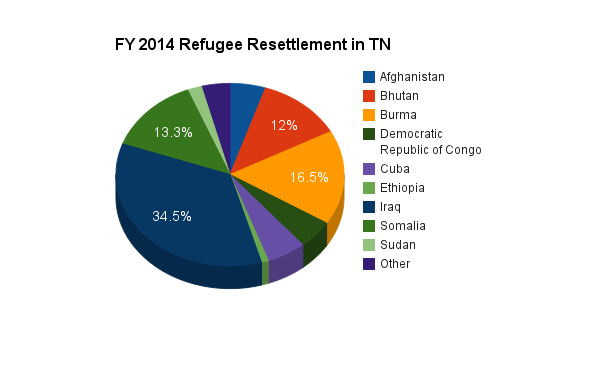 FY 2014 Refugee Resettlement in TN
12%
16.5%
34.5%
13.3%
Afghanistan
Bhutan
Burma
Democratic
Republic of Congo
Cuba
Ethiopia
Iraq
Somalia
Sudan
Other